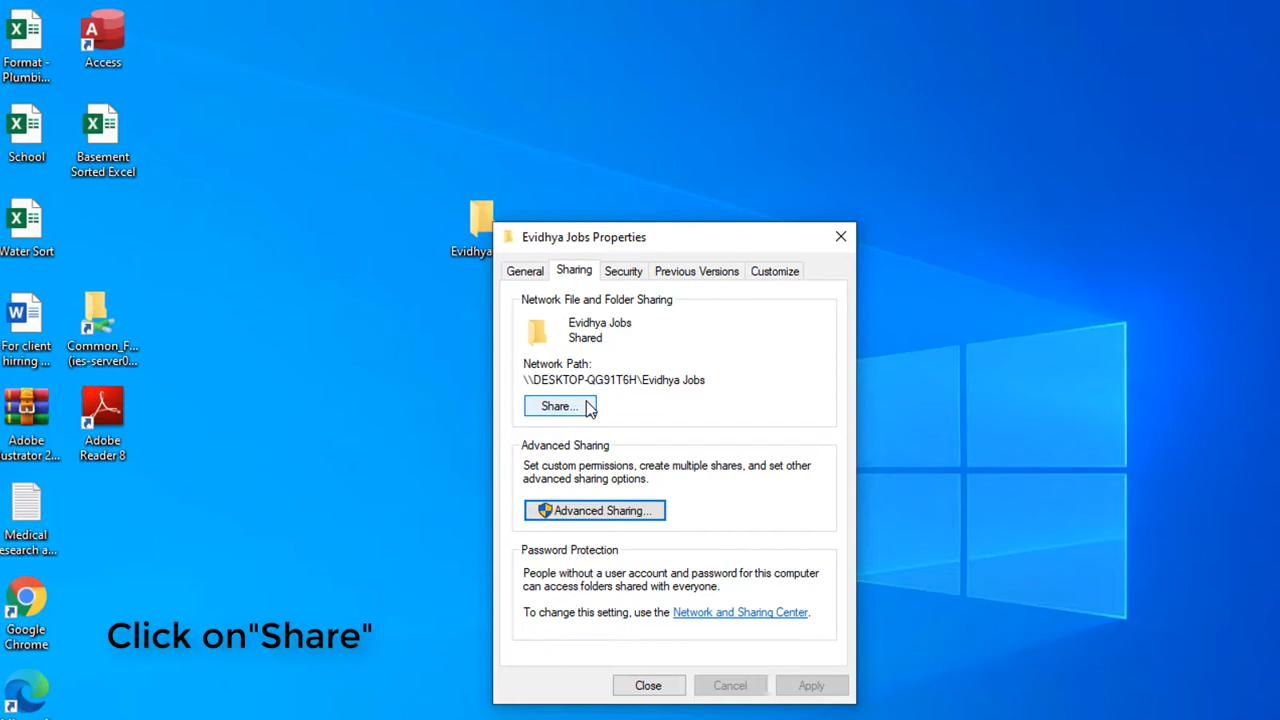 Format -
Plumbi...
Access
School
Basement
Sorted Excel
Water Sort
Evidhya
For client
hirring ...
Common_F...
(ies-server0...
Adobe
ustrator 2...
Adobe
Reader 8
Medical
esearch a...
Google
Chrome
Click on"Share"
Evidhya Jobs Properties
General
Sharing
Security
Previous Versions
Customize
Network File and Folder Sharing
Evidhya Jobs
Shared
Network Path:
\\DESKTOP-QG91T6H\Evidhya Jobs
Share...
Advanced Sharing
Set custom permissions, create multiple shares, and set other
advanced sharing options.
Advanced Sharing...
Password Protection
People without a user account and password for this computer
can access folders shared with everyone.
To change this setting, use the Network and Sharing Center.
Close
Cancel
Apply